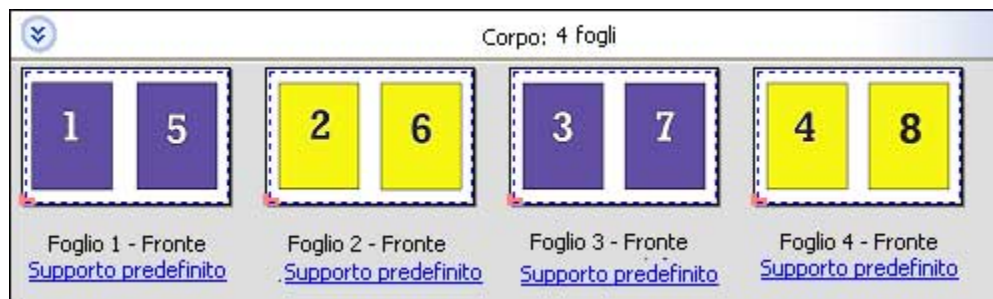 Corpo: 4 fogli
1 5 2 6 3 7 4 8
Foglio 1 - Fronte Foglio 2 - Fronte Foglio 3 - Fronte Foglio 4 - Fronte
Supporto predefinito .Supporto predefinito Supporto predefinito Supporto predefinito